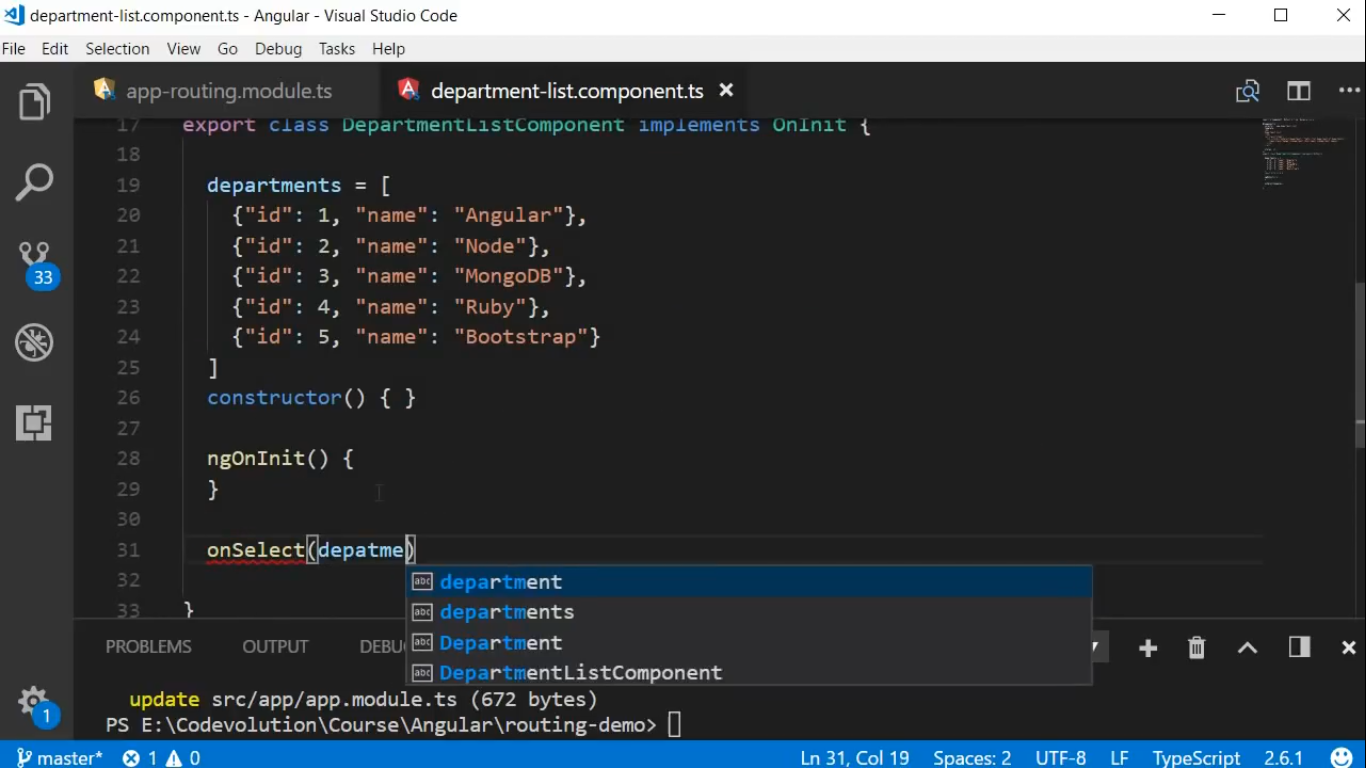 department-list.component.ts - Angular - Visual Studio Code
File Edit Selection View Go Debug Tasks Help
app-routing.module.ts department-list.component.ts
17 export class DepartmentListComponent implements OnInit {
18
19 departments = [
20 {"id": 1, "name": "Angular"},
21 {"id": 2, "name": "Node"},
22 {"id": 3, "name": "MongoDB"},
23 {"id": 4, "name": "Ruby"},
24 {"id": 5, "name": "Bootstrap"}
25 ]
26 constructor() { }
27
28 ngOnInit() {
29 }
30
31 onSelect(depatme)
32
33 }
abc department
abc departments
abc Department
abc DepartmentListComponent
33
PROBLEMS OUTPUT DEBU
update src/app/app.module.ts (672 bytes)
PS E:\Codevolution\Course\Angular\routing-demo>
1
master* 1 0 Ln 31, Col 19 Spaces: 2 UTF-8 LF TypeScript 2.6.1